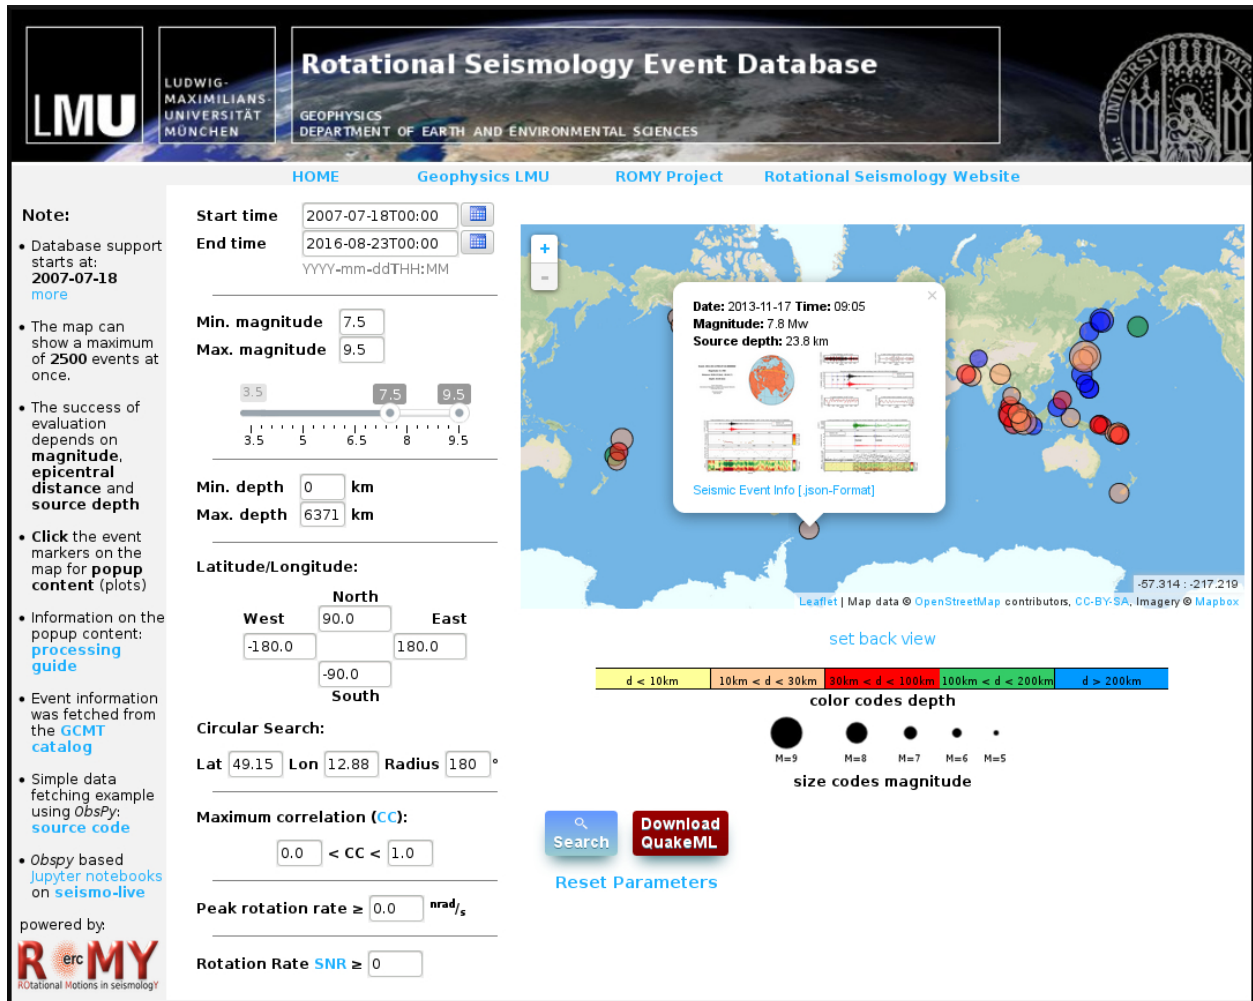 LMU
LUDWIG-
MAXIMILIANS-
UNIVERSITÄT
MÜNCHEN
Rotational Seismology Event Database
GEOPHYSICS
DEPARTMENT OF EARTH AND ENVIRONMENTAL SCIENCES
HOME Geophysics LMU ROMY Project Rotational Seismology Website
Note:
• Database support
starts at:
2007-07-18
more
• The map can
show a maximum
of 2500 events at
once.
• The success of
evaluation
depends on
magnitude,
epicentral
distance and
source depth
• Click the event
markers on the
map for popup
content (plots)
• Information on the
popup content:
processing
guide
• Event information
was fetched from
the GCMT
catalog
• Simple data
fetching example
using ObsPy:
source code
• Obspy based
Jupyter notebooks
on seismo-live
powered by:
ROMY
erc
ROtational Motions in seismologY
Start time 2007-07-18T00:00
End time 2016-08-23T00:00
YYYY-mm-ddTHH:MM
Min. magnitude 7.5
Max. magnitude 9.5
3.5 7.5 9.5
3.5 5 6.5 8 9.5
Min. depth 0 km
Max. depth 6371 km
Latitude/Longitude:
North
West 90.0 East
-180.0 180.0
-90.0
South
Circular Search:
Lat 49.15 Lon 12.88 Radius 180 °
Maximum correlation (CC):
0.0 < CC < 1.0
Peak rotation rate ≥ 0.0 nrad/s
Rotation Rate SNR ≥ 0
+
-
×
Date: 2013-11-17 Time: 09:05
Magnitude: 7.8 Mw
Source depth: 23.8 km
Seismic Event Info [.json-Format]
-57.314 : -217.219
Leaflet | Map data © OpenStreetMap contributors, CC-BY-SA, Imagery © Mapbox
set back view
d < 10km 10km < d < 30km 30km < d < 100km 100km < d < 200km d > 200km
color codes depth
M=9 M=8 M=7 M=6 M=5
size codes magnitude
Search
Download
QuakeML
Reset Parameters